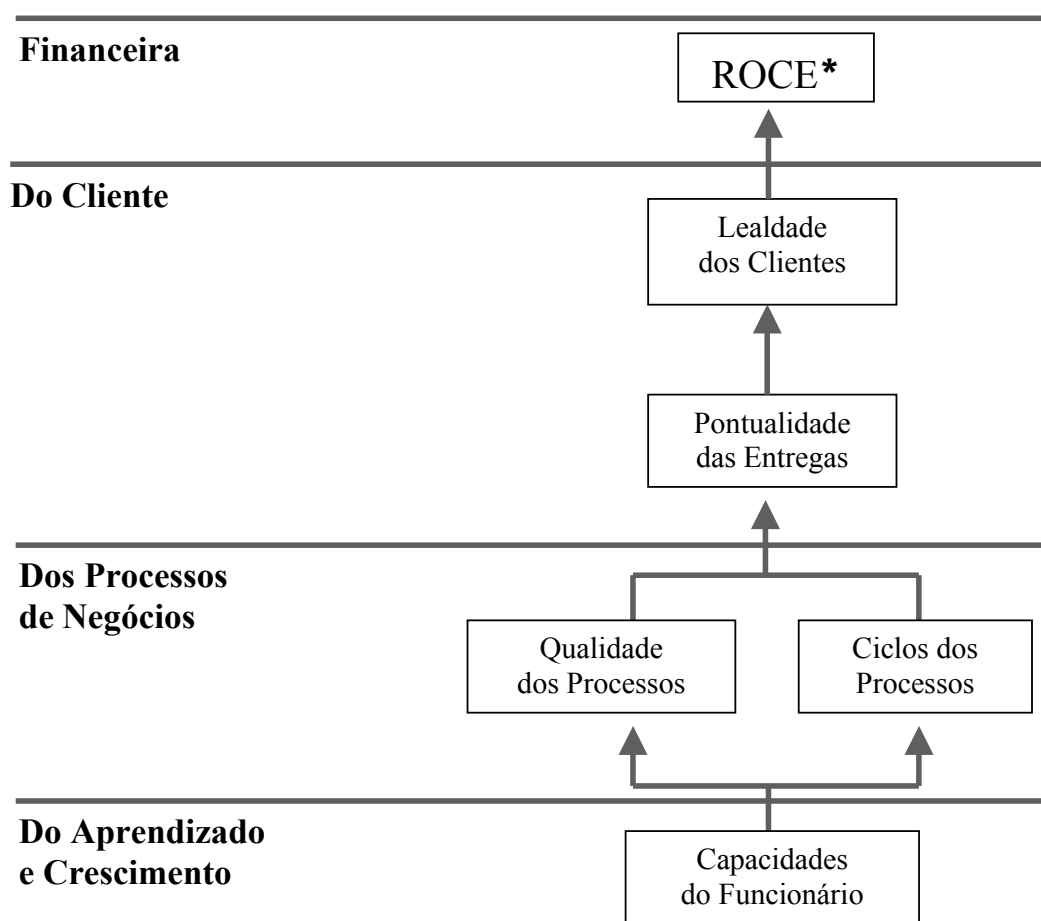 Financeira
ROCE*
Do Cliente
Lealdade
dos Clientes
Pontualidade
das Entregas
Dos Processos
de Negócios
Qualidade
dos Processos
Ciclos dos
Processos
Do Aprendizado
e Crescimento
Capacidades
do Funcionário